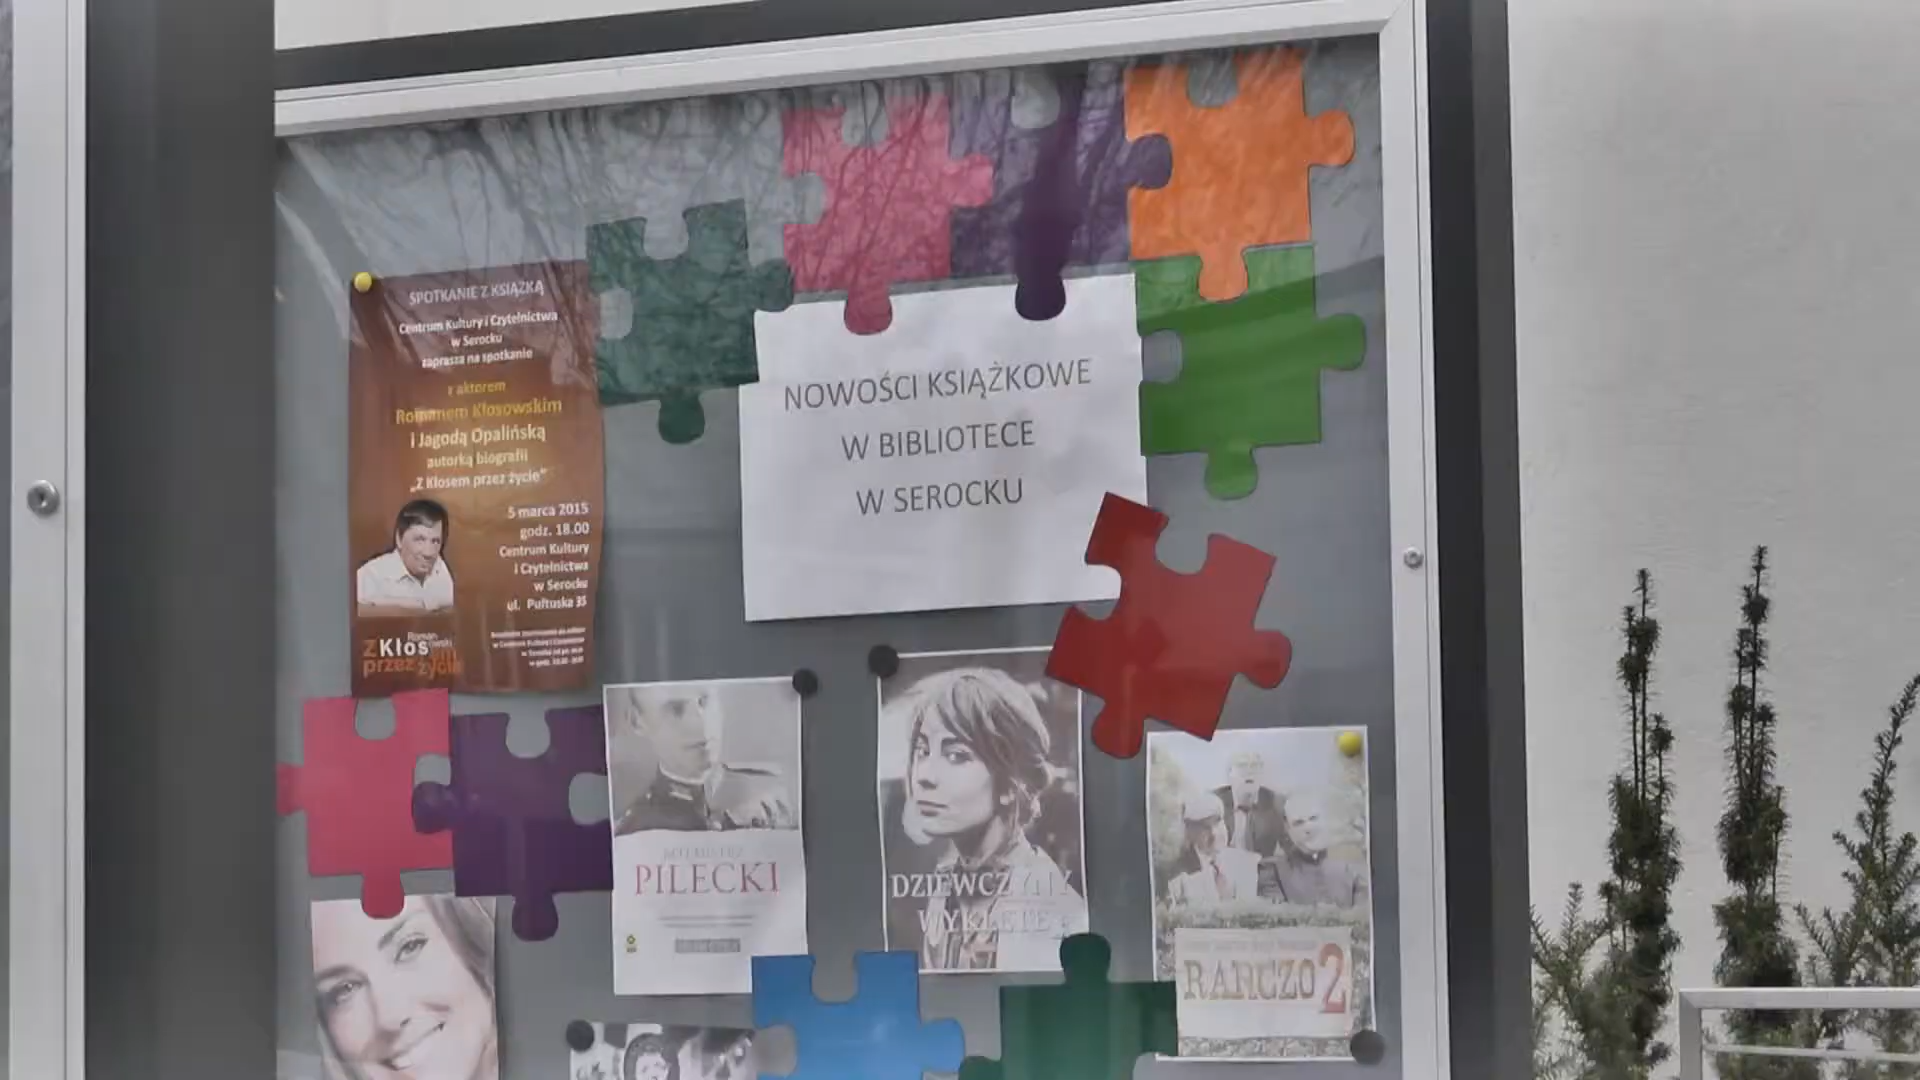 SPOTKANIE Z KSIĄŻKĄ
Centrum Kultury i Czytelnictwa
w Serocku
zaprasza na spotkanie
z aktorem
Romanem Kłosowskim
i Jagodą Opalińską
autorką biografii
„Z Kłosem przez życie”
5 marca 2015
godz. 18.00
Centrum Kultury
i Czytelnictwa
w Serocku
ul. Pułtuska 35
Z Kłos
przez życie
NOWOŚCI KSIĄŻKOWE
W BIBLIOTECE
W SEROCKU
ROTMISTRZ
PILECKI
DZIEWCZYNY
WYKLĘTE
RANCZO 2